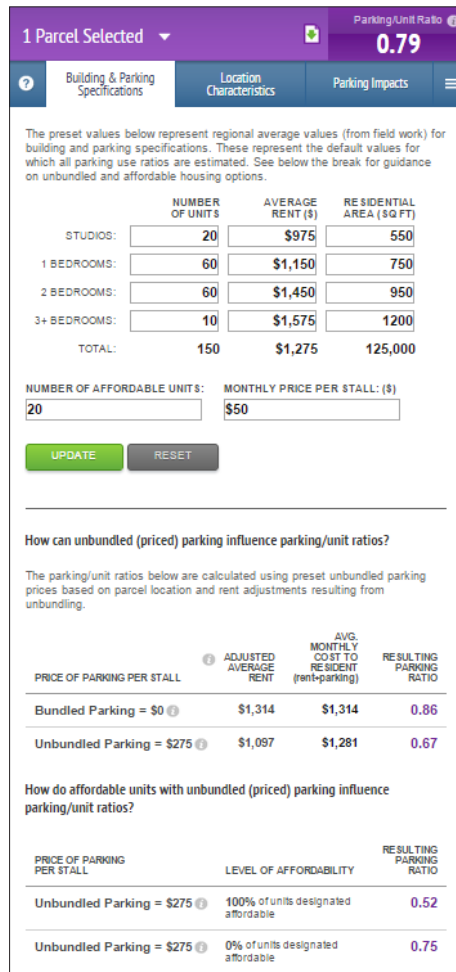 1 Parcel Selected
Parking/Unit Ratio
0.79
Building & Parking
Specifications
Location
Characteristics
Parking Impacts
The preset values below represent regional average values (from field work) for
building and parking specifications. These represent the default values for
which all parking use ratios are estimated. See below the break for guidance
on unbundled and affordable housing options.
NUMBER OF UNITS AVERAGE RENT ($) RESIDENTIAL AREA (SQ FT)
STUDIOS: 20 $975 550
1 BEDROOMS: 60 $1,150 750
2 BEDROOMS: 60 $1,450 950
3+ BEDROOMS: 10 $1,575 1200
TOTAL: 150 $1,275 125,000
NUMBER OF AFFORDABLE UNITS: MONTHLY PRICE PER STALL: ($)
20 $50
UPDATE RESET
How can unbundled (priced) parking influence parking/unit ratios?
The parking/unit ratios below are calculated using preset unbundled parking
prices based on parcel location and rent adjustments resulting from
unbundling.
PRICE OF PARKING PER STALL ADJUSTED AVERAGE RENT AVG. MONTHLY COST TO RESIDENT (rent+parking) RESULTING PARKING RATIO
Bundled Parking = $0 $1,314 $1,314 0.86
Unbundled Parking = $275 $1,097 $1,281 0.67
How do affordable units with unbundled (priced) parking influence
parking/unit ratios?
PRICE OF PARKING PER STALL LEVEL OF AFFORDABILITY RESULTING PARKING RATIO
Unbundled Parking = $275 100% of units designated affordable 0.52
Unbundled Parking = $275 0% of units designated affordable 0.75